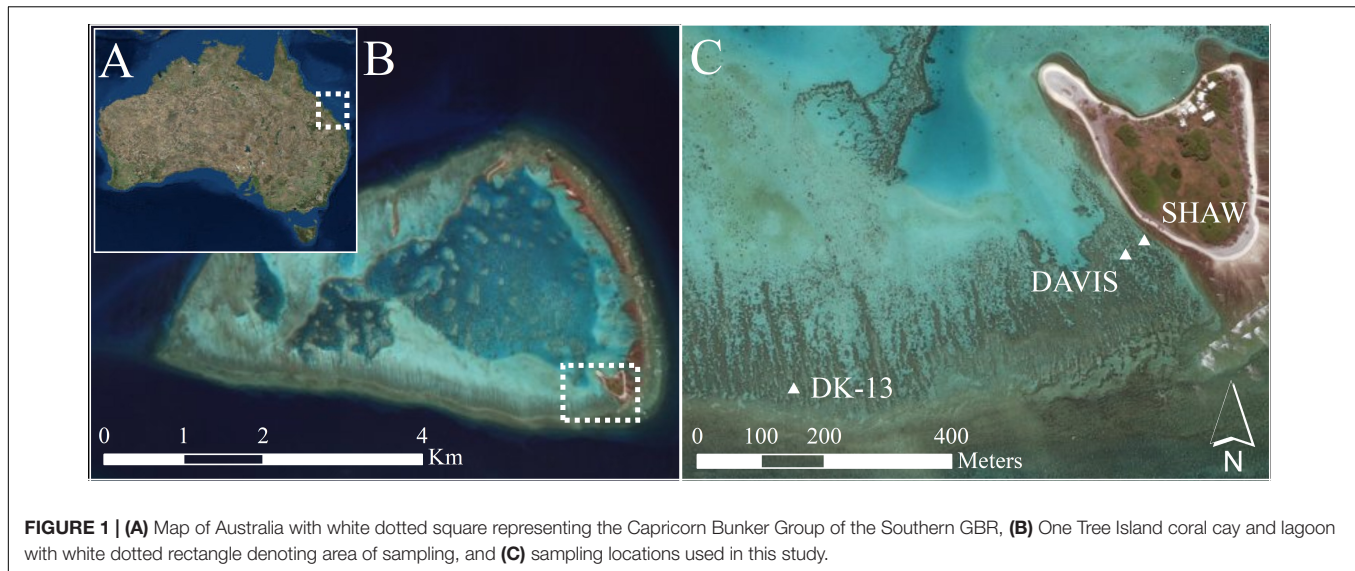 A
B
C
SHAW
DAVIS
DK-13
0 1 2 4
Km
0 100 200 400
Meters
N
FIGURE 1 | (A) Map of Australia with white dotted square representing the Capricorn Bunker Group of the Southern GBR, (B) One Tree Island coral cay and lagoon
with white dotted rectangle denoting area of sampling, and (C) sampling locations used in this study.